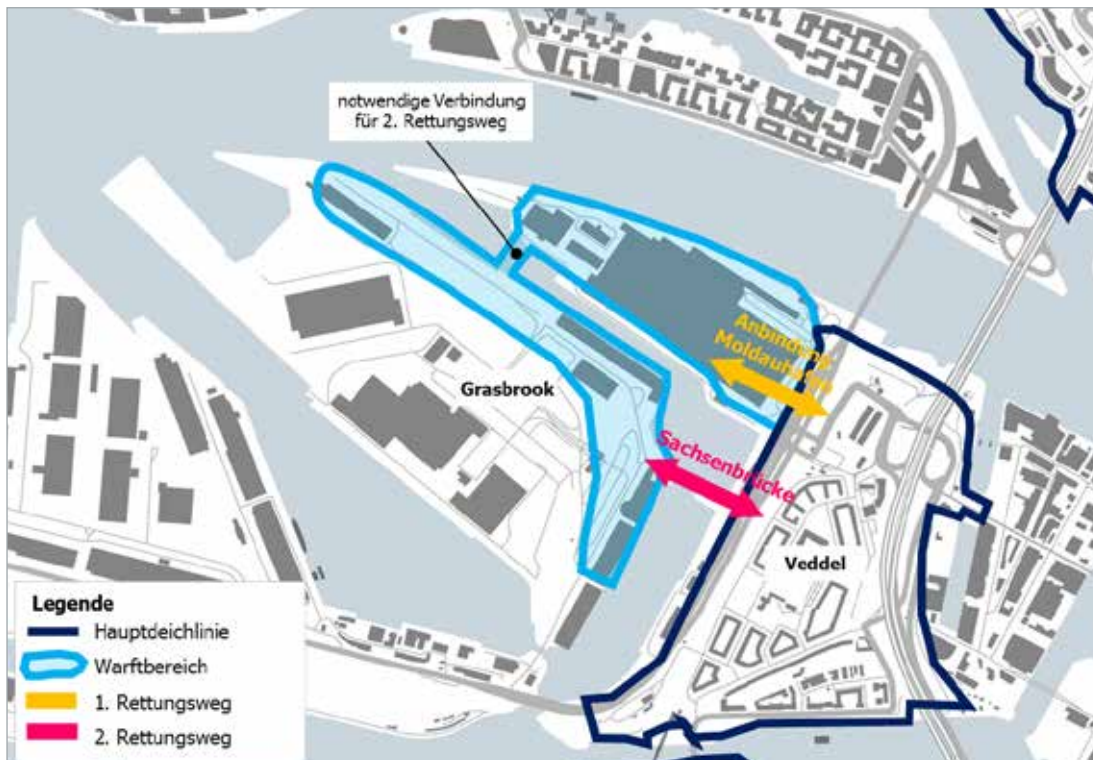 notwendige Verbindung
für 2. Rettungsweg
Anbindung
Moldauhafen
Grasbrook
Sachsenbrücke
Veddel
Legende
Hauptdeichlinie
Warftbereich
1. Rettungsweg
2. Rettungsweg